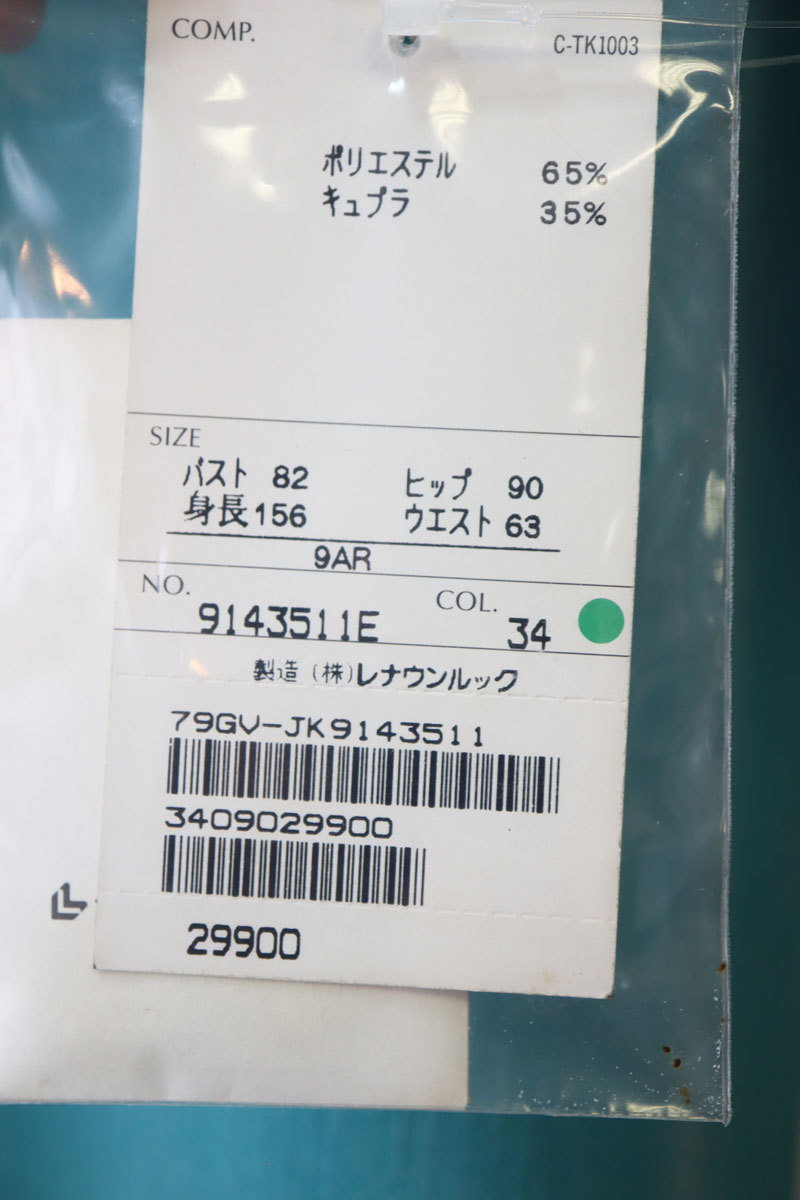 COMP.
C-TK1003
ポリエステル 65%
キュプラ 35%
SIZE
バスト 82 ヒップ 90
身長 156 ウエスト 63
9AR
NO. 9143511E COL. 34
製造 (株)レナウンルック
79GV-JK9143511
3409029900
29900